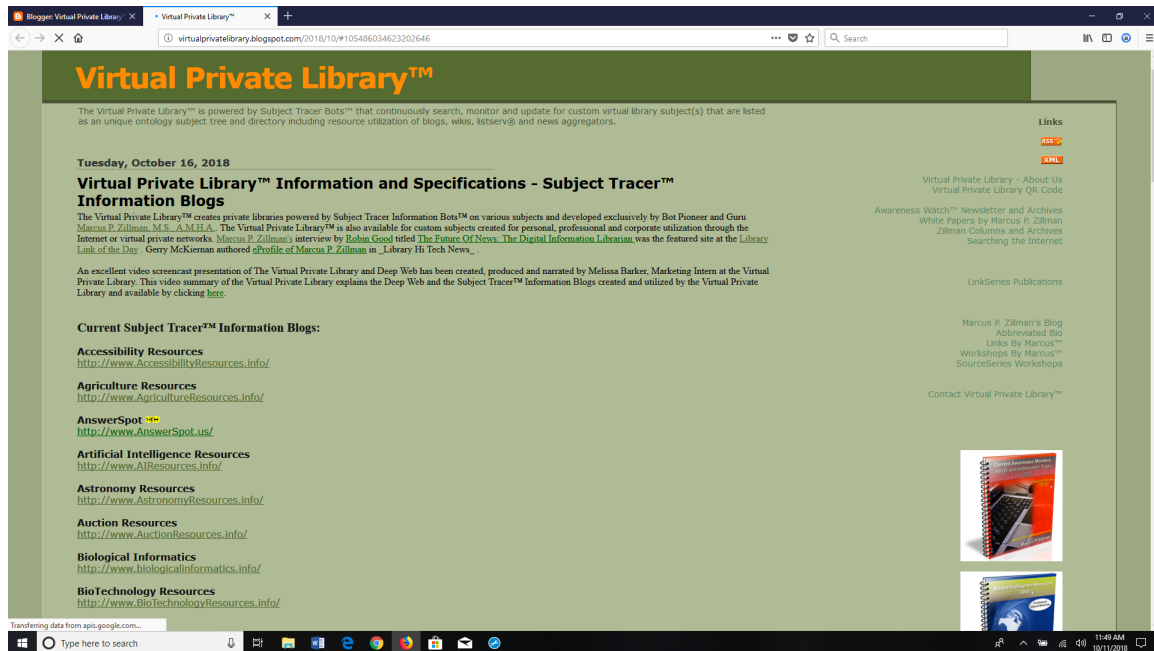 Blogger: Virtual Private Library
Virtual Private Library™
virtualprivatelibrary.blogspot.com/2018/10/#105486034623202646
Search
Virtual Private Library™
The Virtual Private Library™ is powered by Subject Tracer Bots™ that continuously search, monitor and update for custom virtual library subject(s) that are listed
as an unique ontology subject tree and directory including resource utilization of blogs, wikis, listserv® and news aggregators.
Tuesday, October 16, 2018
Virtual Private Library™ Information and Specifications - Subject Tracer™
Information Blogs
The Virtual Private Library™ creates private libraries powered by Subject Tracer Information Bots™ on various subjects and developed exclusively by Bot Pioneer and Guru
Marcus P. Zillman, M.S., A.M.H.A.. The Virtual Private Library™ is also available for custom subjects created for personal, professional and corporate utilization through the
Internet or virtual private networks. Marcus P. Zillman's interview by Robin Good titled The Future Of News: The Digital Information Librarian was the featured site at the Library
Link of the Day . Gerry McKiernan authored eProfile of Marcus P. Zillman in _Library Hi Tech News_ .
An excellent video screencast presentation of The Virtual Private Library and Deep Web has been created, produced and narrated by Melissa Barker, Marketing Intern at the Virtual
Private Library. This video summary of the Virtual Private Library explains the Deep Web and the Subject Tracer™ Information Blogs created and utilized by the Virtual Private
Library and available by clicking here.
Current Subject Tracer™ Information Blogs:
Accessibility Resources
http://www.AccessibilityResources.info/
Agriculture Resources
http://www.AgricultureResources.info/
AnswerSpot NEW
http://www.AnswerSpot.us/
Artificial Intelligence Resources
http://www.AIResources.info/
Astronomy Resources
http://www.AstronomyResources.info/
Auction Resources
http://www.AuctionResources.info/
Biological Informatics
http://www.biologicalinformatics.info/
BioTechnology Resources
http://www.BioTechnologyResources.info/
Links
RSS
XML
Virtual Private Library - About Us
Virtual Private Library QR Code
Awareness Watch™ Newsletter and Archives
White Papers by Marcus P. Zillman
Zillman Columns and Archives
Searching the Internet
LinkSeries Publications
Marcus P. Zillman's Blog
Abbreviated Bio
Links By Marcus™
Workshops By Marcus™
SourceSeries Workshops
Contact Virtual Private Library™
Transferring data from apis.google.com...
Type here to search
11:49 AM
10/11/2018